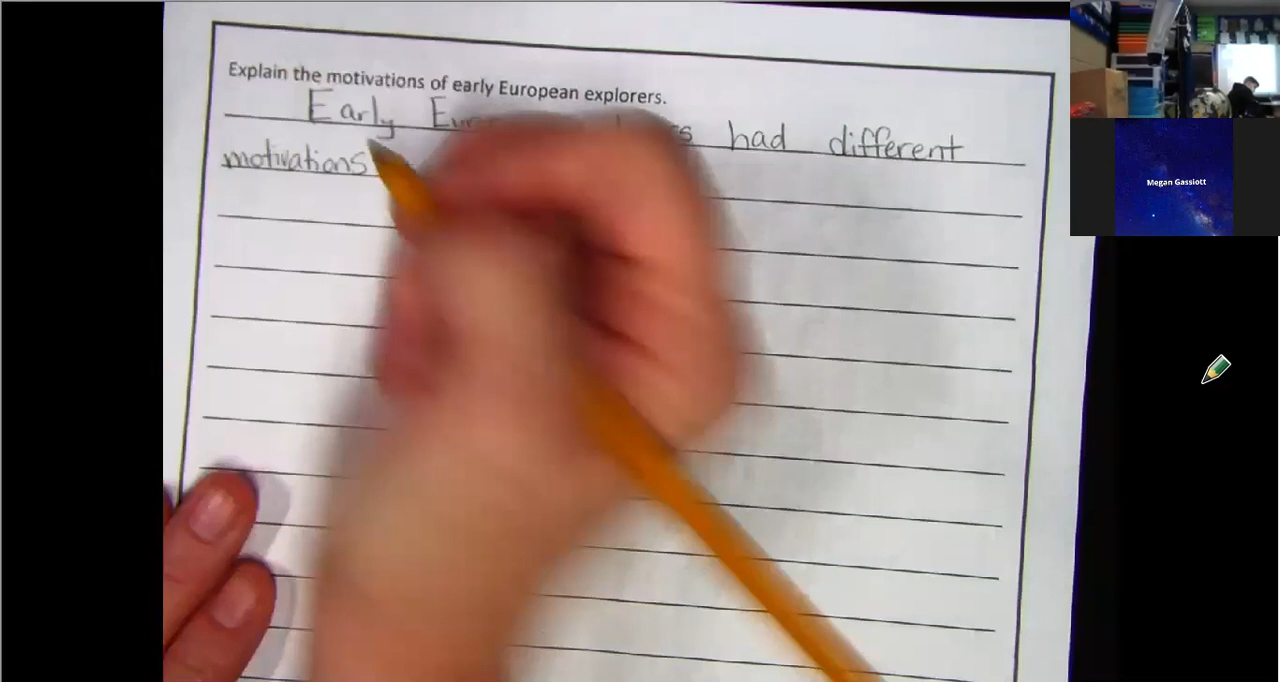 Explain the motivations of early European explorers.
Early had different
motivations
Megan Gassiott